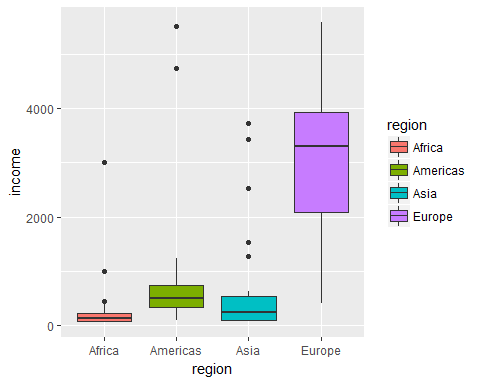 income
4000
2000
0
Africa
Americas
Asia
Europe
region
region
Africa
Americas
Asia
Europe